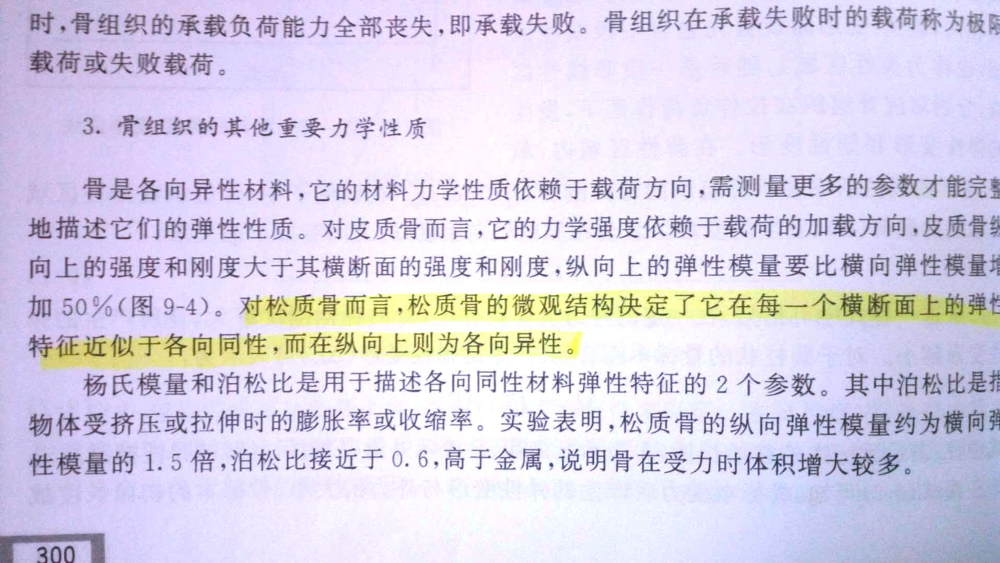 时,骨组织的承载负荷能力全部丧失,即承载失败。骨组织在承载失败时的载荷称为极限
载荷或失败载荷。
3. 骨组织的其他重要力学性质
骨是各向异性材料,它的材料力学性质依赖于载荷方向,需测量更多的参数才能完整
地描述它们的弹性性质。对皮质骨而言,它的力学强度依赖于载荷的加载方向,皮质骨纵
向上的强度和刚度大于其横断面的强度和刚度,纵向上的弹性模量要比横向弹性模量增
加 50%(图 9-4)。对松质骨而言,松质骨的微观结构决定了它在每一个横断面上的弹性
特征近似于各向同性,而在纵向上则为各向异性。
杨氏模量和泊松比是用于描述各向同性材料弹性特征的 2 个参数。其中泊松比是描
物体受挤压或拉伸时的膨胀率或收缩率。实验表明,松质骨的纵向弹性模量约为横向弹
性模量的 1.5 倍,泊松比接近于 0.6,高于金属,说明骨在受力时体积增大较多。
300